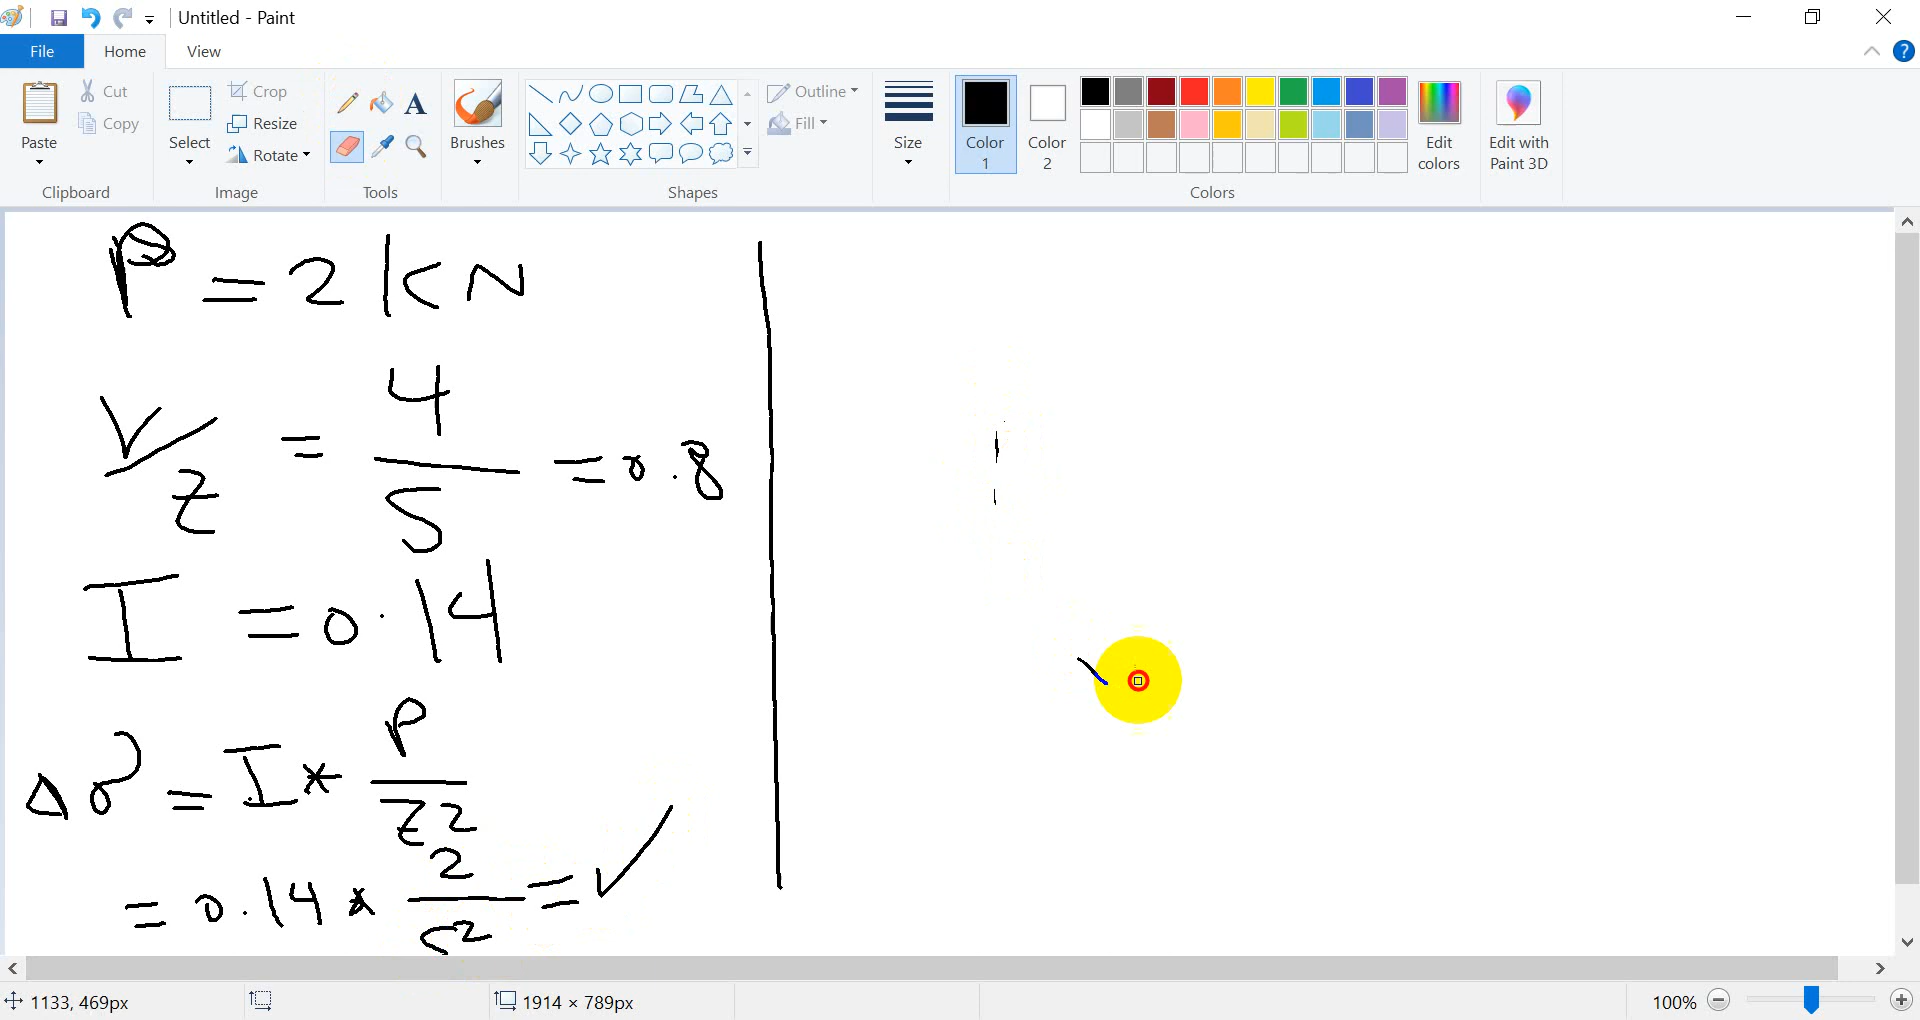 Untitled - Paint
File Home View
Paste Cut Copy Select Crop Resize Rotate Brushes Outline Fill Size Color 1 Color 2 Edit colors Edit with Paint 3D
Clipboard Image Tools Shapes Colors
P = 2 kN
r/z = 4/5 = 0.8
I = 0.14
Δσ = I * P/z2
= 0.14 * 2/5² = ✓
1133, 469px 1914 × 789px 100%